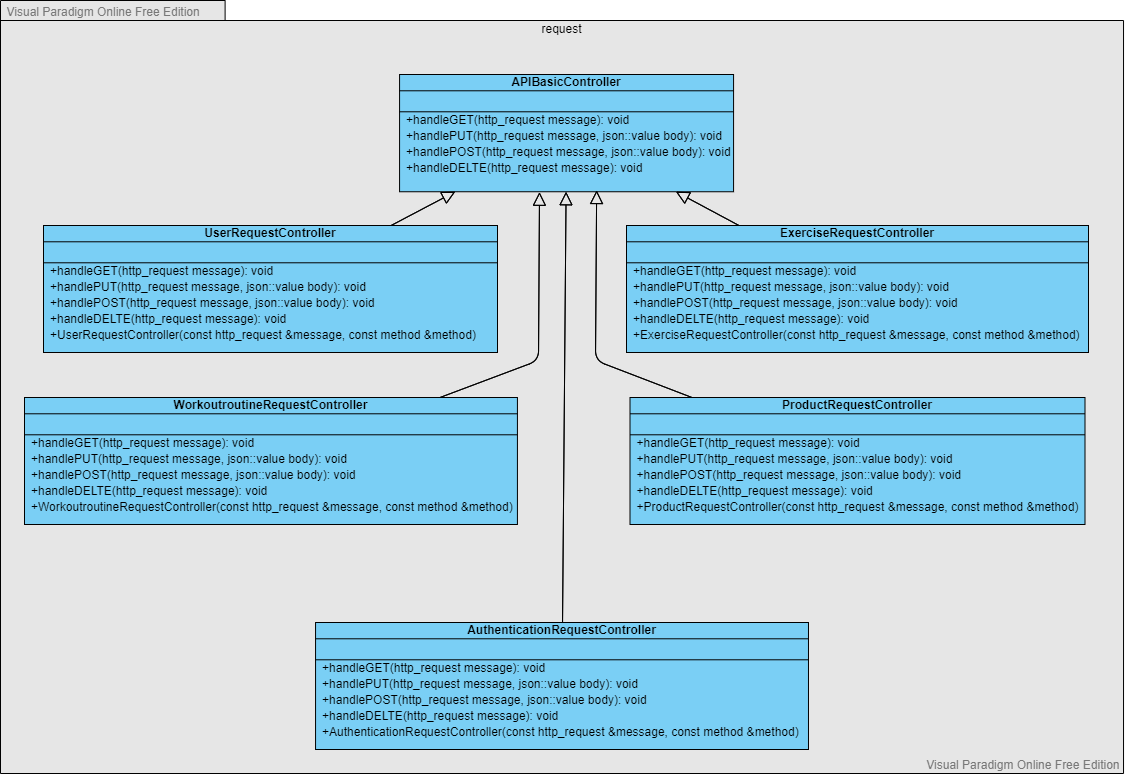 Visual Paradigm Online Free Edition
request
APIBasicController
+handleGET(http_request message): void
+handlePUT(http_request message, json::value body): void
+handlePOST(http_request message, json::value body): void
+handleDELTE(http_request message): void
UserRequestController
+handleGET(http_request message): void
+handlePUT(http_request message, json::value body): void
+handlePOST(http_request message, json::value body): void
+handleDELTE(http_request message): void
+UserRequestController(const http_request &message, const method &method)
ExerciseRequestController
+handleGET(http_request message): void
+handlePUT(http_request message, json::value body): void
+handlePOST(http_request message, json::value body): void
+handleDELTE(http_request message): void
+ExerciseRequestController(const http_request &message, const method &method)
WorkoutroutineRequestController
+handleGET(http_request message): void
+handlePUT(http_request message, json::value body): void
+handlePOST(http_request message, json::value body): void
+handleDELTE(http_request message): void
+WorkoutroutineRequestController(const http_request &message, const method &method)
ProductRequestController
+handleGET(http_request message): void
+handlePUT(http_request message, json::value body): void
+handlePOST(http_request message, json::value body): void
+handleDELTE(http_request message): void
+ProductRequestController(const http_request &message, const method &method)
AuthenticationRequestController
+handleGET(http_request message): void
+handlePUT(http_request message, json::value body): void
+handlePOST(http_request message, json::value body): void
+handleDELTE(http_request message): void
+AuthenticationRequestController(const http_request &message, const method &method)
Visual Paradigm Online Free Edition